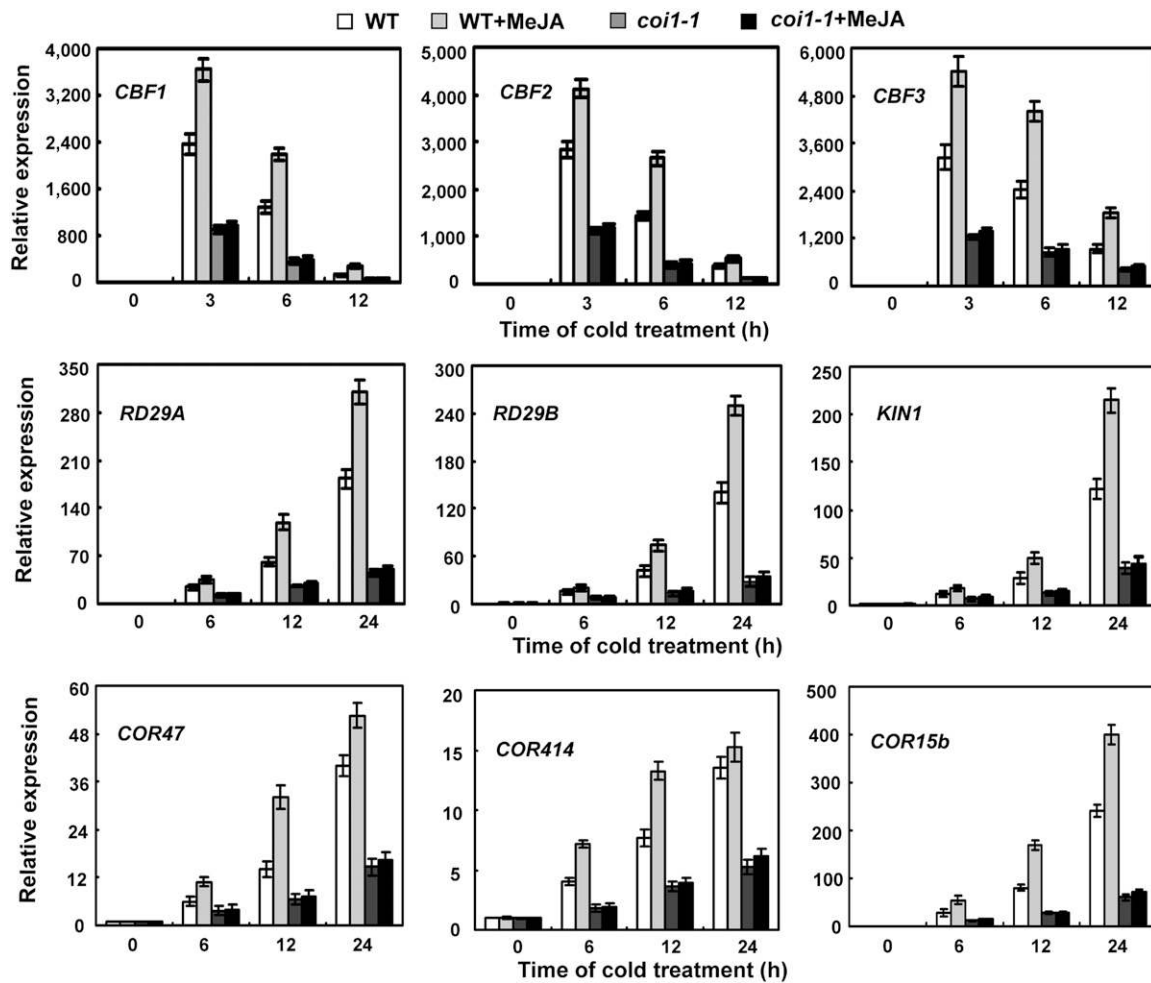 WT WT+MeJA coi1-1 coi1-1+MeJA
Relative expression
4,000
3,200
2,400
1,600
800
0
CBF1
0 3 6 12
5,000
4,000
3,000
2,000
1,000
0
CBF2
0 3 6 12
6,000
4,800
3,600
2,400
1,200
0
CBF3
0 3 6 12
Time of cold treatment (h)
Relative expression
350
280
210
140
70
0
RD29A
0 6 12 24
300
240
180
120
60
0
RD29B
0 6 12 24
250
200
150
100
50
0
KIN1
0 6 12 24
Time of cold treatment (h)
Relative expression
60
48
36
24
12
0
COR47
0 6 12 24
20
15
10
5
0
COR414
0 6 12 24
500
400
300
200
100
0
COR15b
0 6 12 24
Time of cold treatment (h)